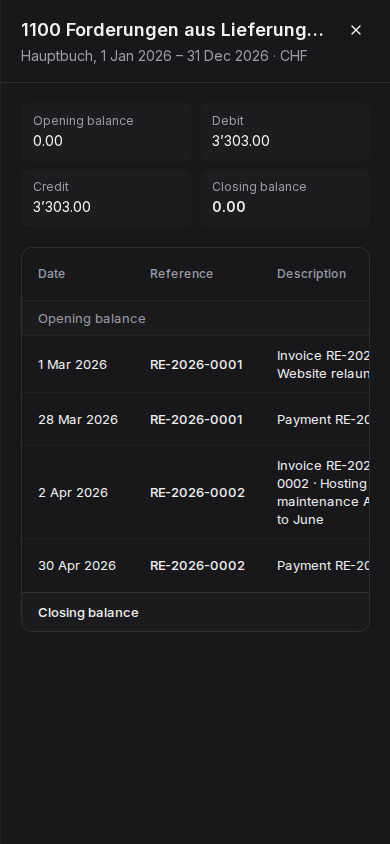 1100 Forderungen aus Lieferung…
Hauptbuch, 1 Jan 2026 – 31 Dec 2026 · CHF
Opening balance
0.00
Debit
3’303.00
Credit
3’303.00
Closing balance
0.00
Date Reference Description
Opening balance
1 Mar 2026 RE-2026-0001 Invoice RE-202
Website relaun
28 Mar 2026 RE-2026-0001 Payment RE-20
2 Apr 2026 RE-2026-0002 Invoice RE-202
0002 · Hosting
maintenance A
to June
30 Apr 2026 RE-2026-0002 Payment RE-20
Closing balance